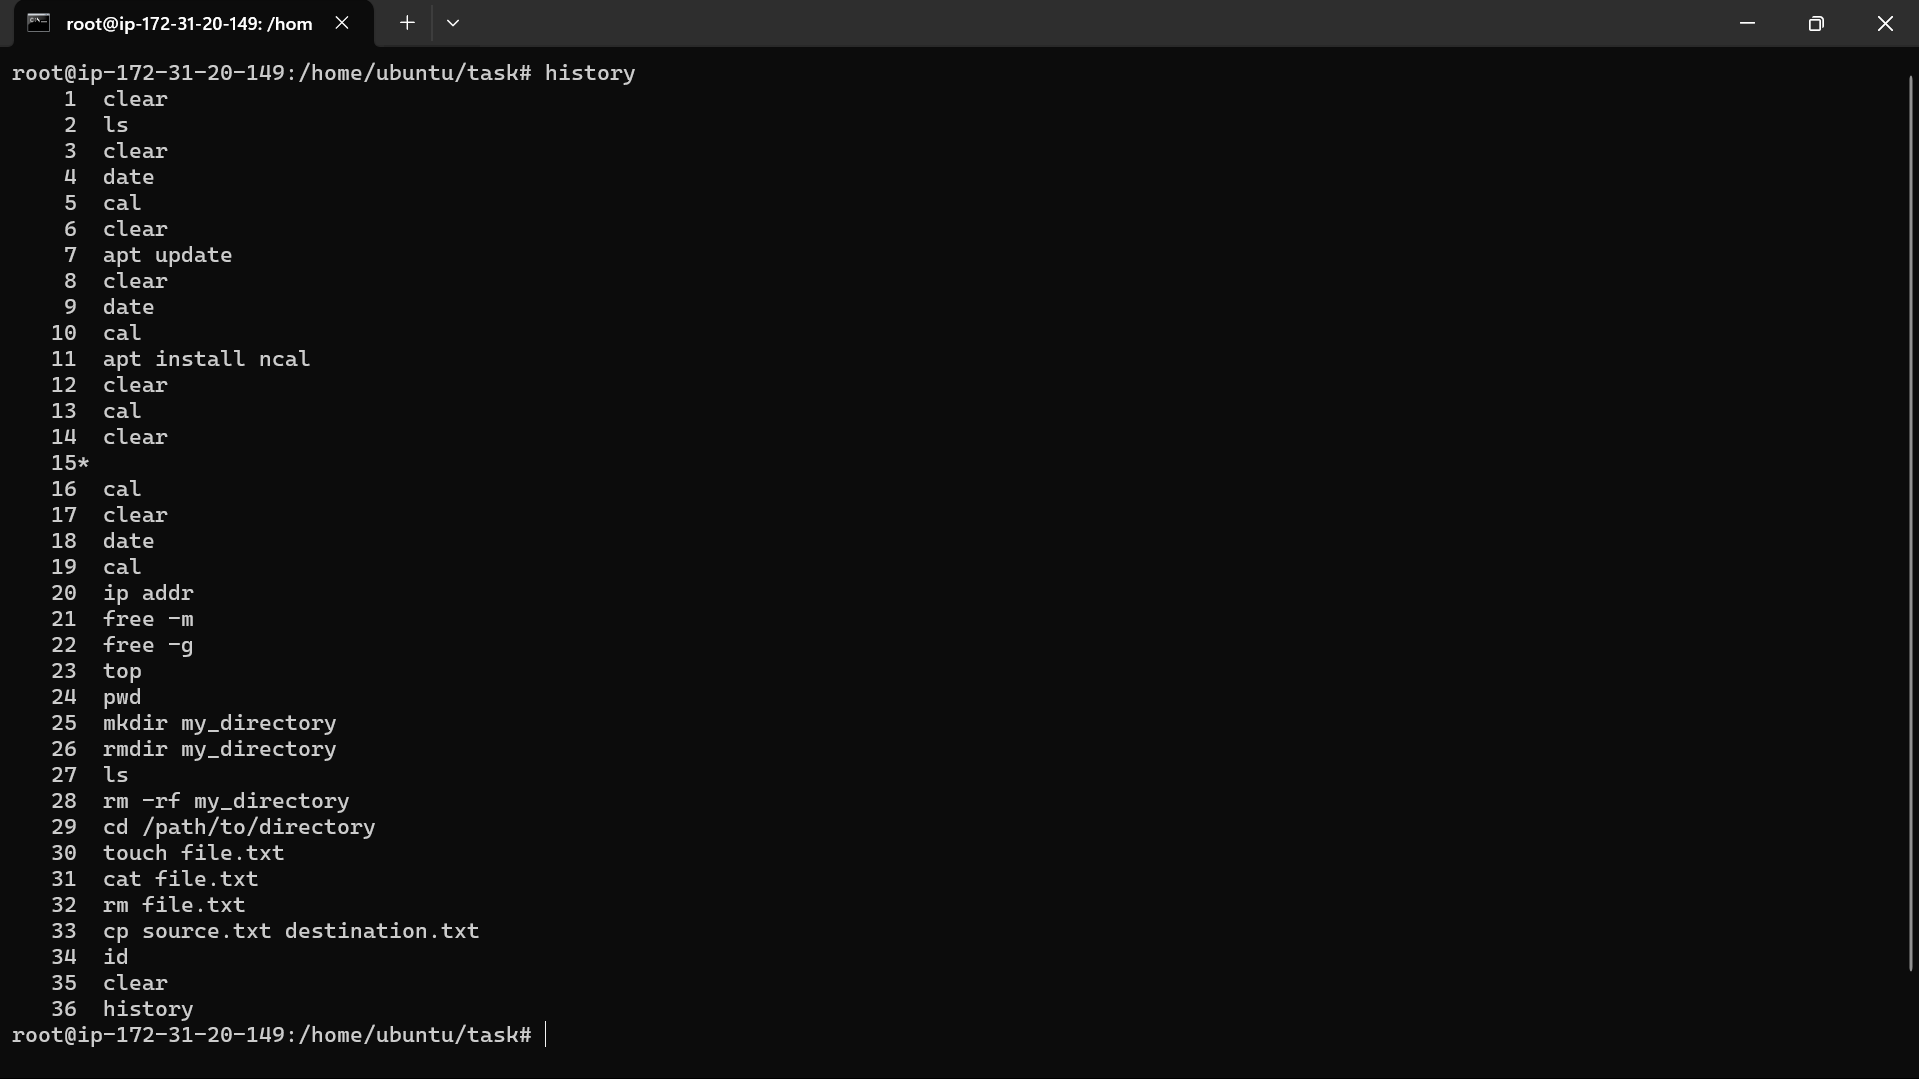 root@ip-172-31-20-149: /hom
root@ip-172-31-20-149:/home/ubuntu/task# history
1 clear
2 ls
3 clear
4 date
5 cal
6 clear
7 apt update
8 clear
9 date
10 cal
11 apt install ncal
12 clear
13 cal
14 clear
15*
16 cal
17 clear
18 date
19 cal
20 ip addr
21 free -m
22 free -g
23 top
24 pwd
25 mkdir my_directory
26 rmdir my_directory
27 ls
28 rm -rf my_directory
29 cd /path/to/directory
30 touch file.txt
31 cat file.txt
32 rm file.txt
33 cp source.txt destination.txt
34 id
35 clear
36 history
root@ip-172-31-20-149:/home/ubuntu/task#